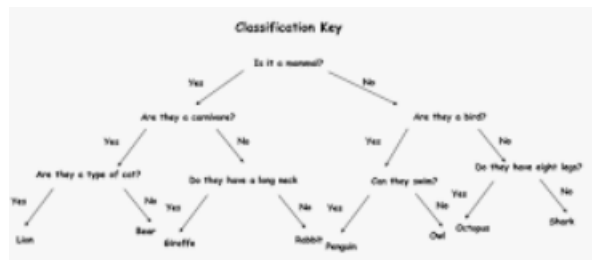 Classification Key
Is it a mammal?
Yes
No
Are they a carnivore?
Are they a bird?
Yes
No
Yes
No
Are they a type of cat?
Do they have a long neck
Can they swim?
Do they have eight legs?
Yes
No
Yes
No
Yes
No
Yes
No
Lion
Bear
Giraffe
Rabbit
Penguin
Owl
Octopus
Shark